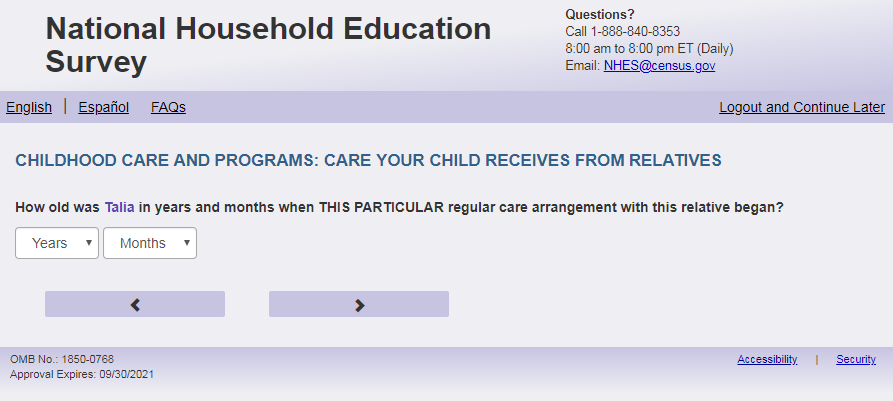 National Household Education
Survey
Questions?
Call 1-888-840-8353
8:00 am to 8:00 pm ET (Daily)
Email: NHES@census.gov
English | Español FAQs
Logout and Continue Later
CHILDHOOD CARE AND PROGRAMS: CARE YOUR CHILD RECEIVES FROM RELATIVES
How old was Talia in years and months when THIS PARTICULAR regular care arrangement with this relative began?
Years Months
OMB No.: 1850-0768
Approval Expires: 09/30/2021
Accessibility | Security